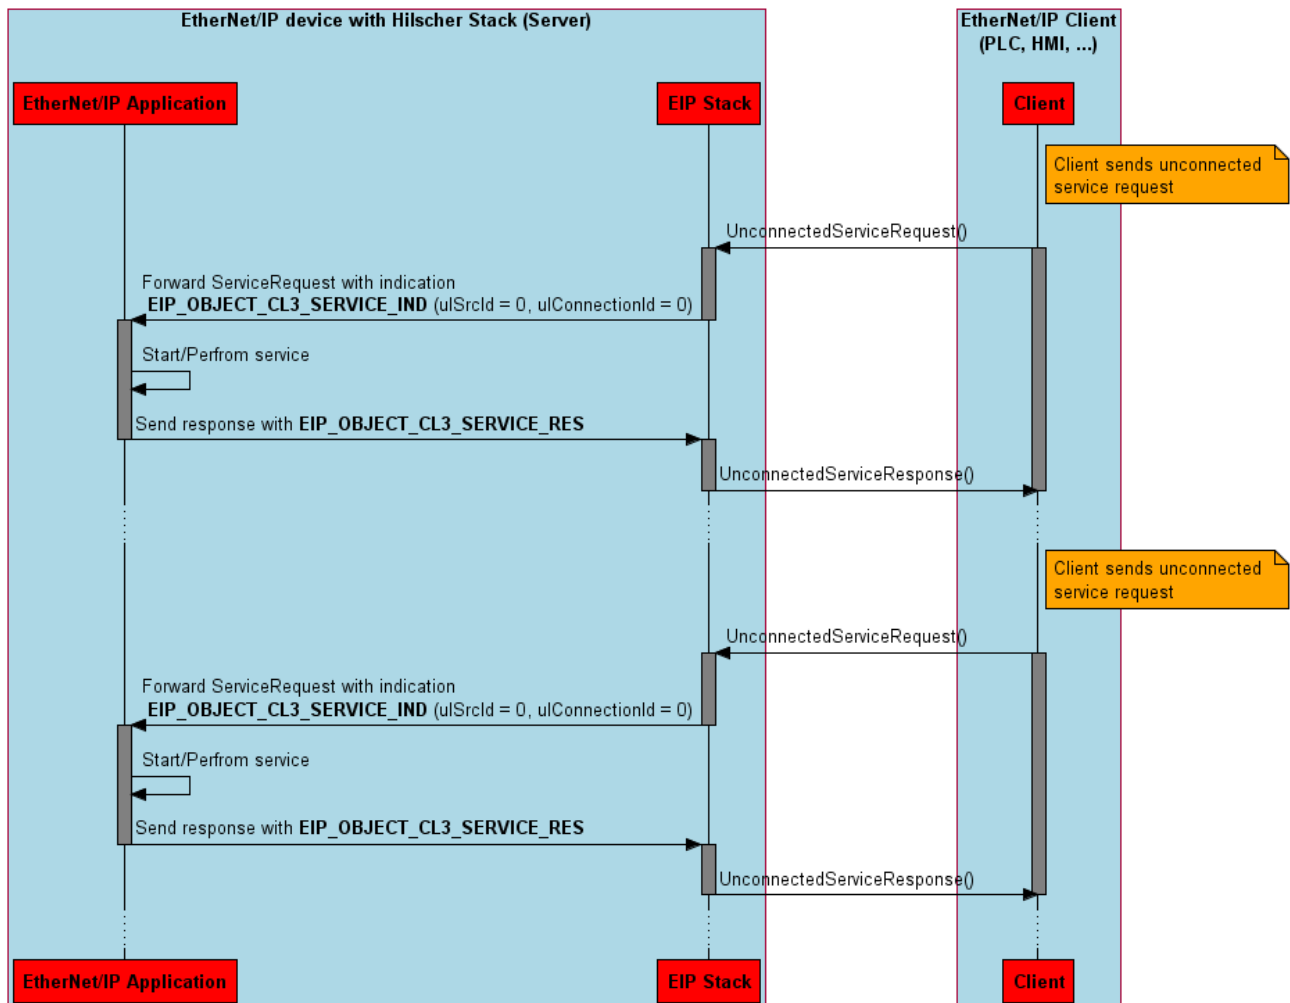 EtherNet/IP device with Hilscher Stack (Server)
EtherNet/IP Client
(PLC, HMI, ...)
EtherNet/IP Application
EIP Stack
Client
Client sends unconnected
service request
UnconnectedServiceRequest()
Forward ServiceRequest with indication
EIP_OBJECT_CL3_SERVICE_IND (ulSrcId = 0, ulConnectionId = 0)
Start/Perfrom service
Send response with EIP_OBJECT_CL3_SERVICE_RES
UnconnectedServiceResponse()
Client sends unconnected
service request
UnconnectedServiceRequest()
Forward ServiceRequest with indication
EIP_OBJECT_CL3_SERVICE_IND (ulSrcId = 0, ulConnectionId = 0)
Start/Perfrom service
Send response with EIP_OBJECT_CL3_SERVICE_RES
UnconnectedServiceResponse()
EtherNet/IP Application
EIP Stack
Client